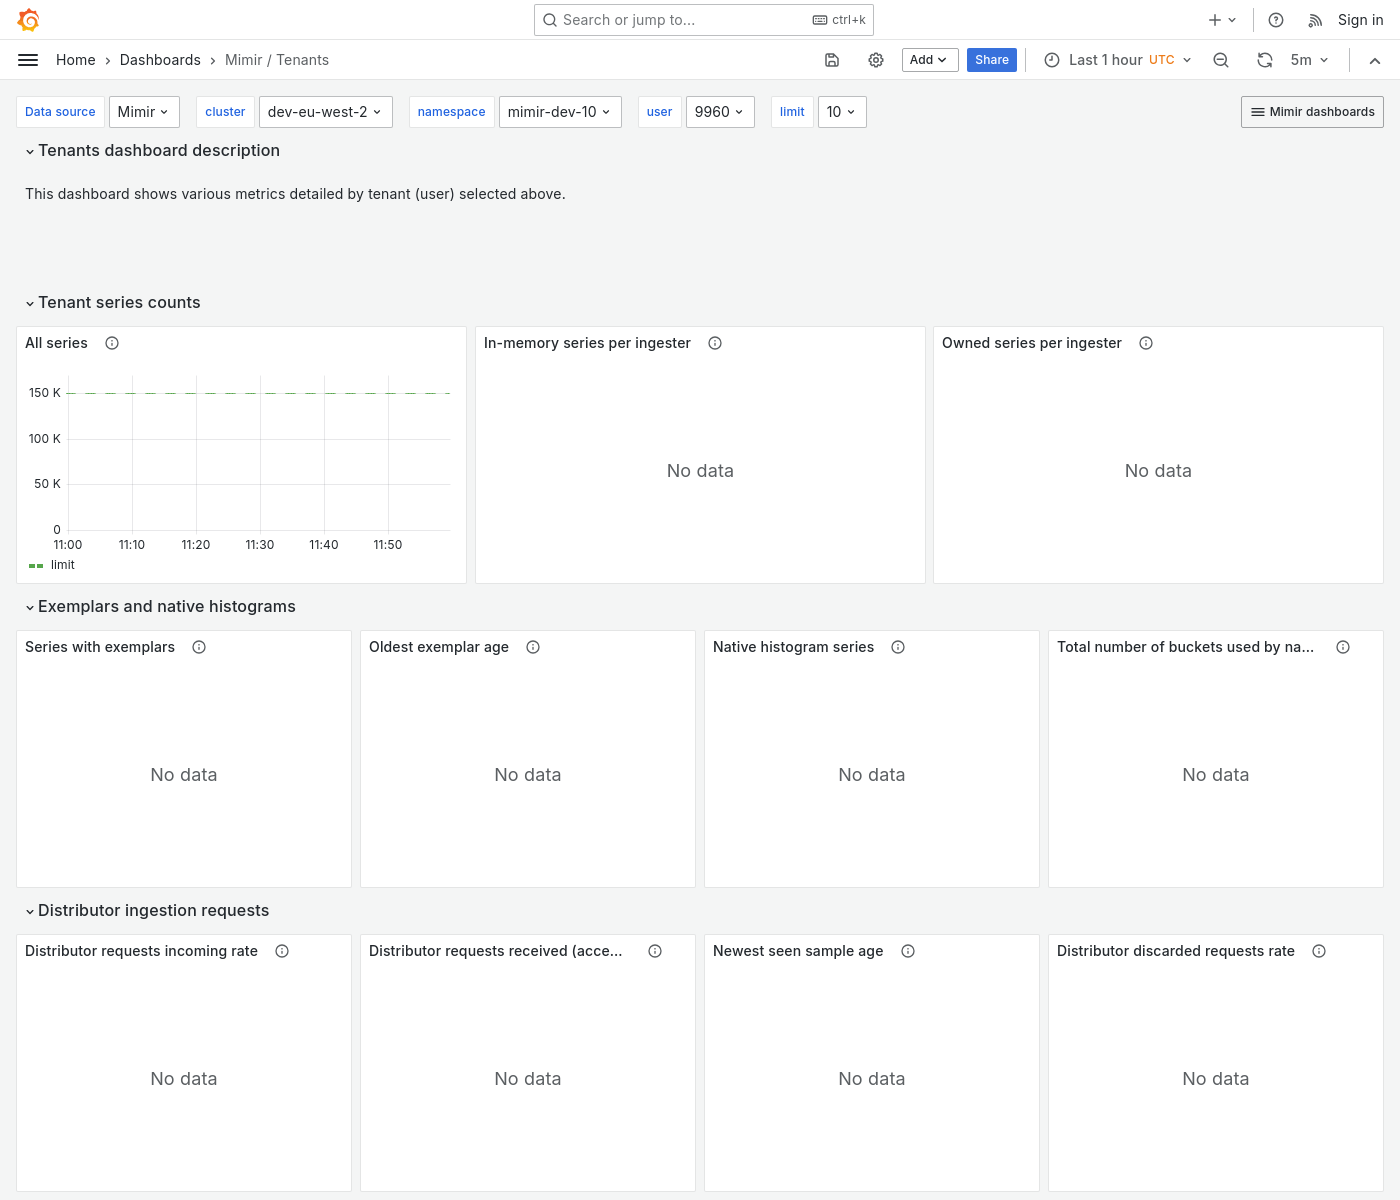 Search or jump to... ctrl+k Sign in
Home Dashboards Mimir / Tenants Add Share Last 1 hour UTC 5m
Data source Mimir cluster dev-eu-west-2 namespace mimir-dev-10 user 9960 limit 10 Mimir dashboards
Tenants dashboard description
This dashboard shows various metrics detailed by tenant (user) selected above.
Tenant series counts
All series In-memory series per ingester Owned series per ingester
150 K
100 K
No data No data
50 K
0
11:00 11:10 11:20 11:30 11:40 11:50
limit
Exemplars and native histograms
Series with exemplars Oldest exemplar age Native histogram series Total number of buckets used by na...
No data No data No data No data
Distributor ingestion requests
Distributor requests incoming rate Distributor requests received (acce... Newest seen sample age Distributor discarded requests rate
No data No data No data No data